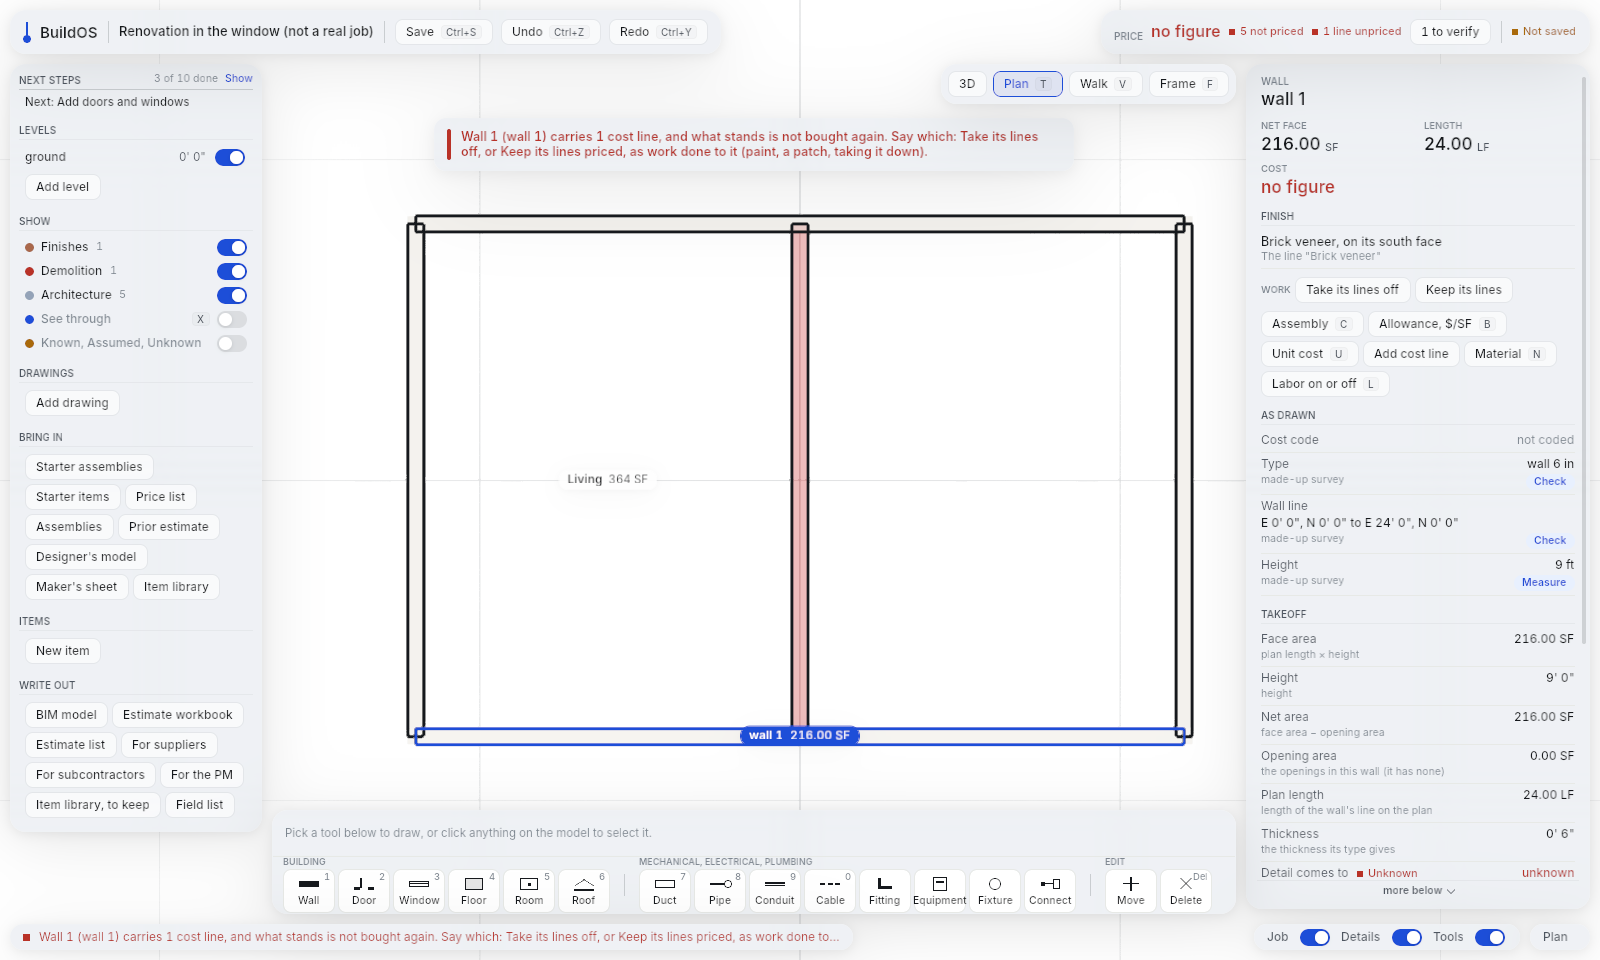 BuildOS
Renovation in the window (not a real job)
Save Ctrl+S
Undo Ctrl+Z
Redo Ctrl+Y
PRICE no figure
5 not priced
1 line unpriced
1 to verify
Not saved
NEXT STEPS 3 of 10 done Show
Next: Add doors and windows
LEVELS
ground 0' 0"
Add level
SHOW
Finishes 1
Demolition 1
Architecture 5
See through X
Known, Assumed, Unknown
DRAWINGS
Add drawing
BRING IN
Starter assemblies
Starter items Price list
Assemblies Prior estimate
Designer's model
Maker's sheet Item library
ITEMS
New item
WRITE OUT
BIM model Estimate workbook
Estimate list For suppliers
For subcontractors For the PM
Item library, to keep Field list
3D Plan T Walk V Frame F
Wall 1 (wall 1) carries 1 cost line, and what stands is not bought again. Say which: Take its lines
off, or Keep its lines priced, as work done to it (paint, a patch, taking it down).
Living 364 SF
wall 1 216.00 SF
Pick a tool below to draw, or click anything on the model to select it.
BUILDING
Wall 1
Door 2
Window 3
Floor 4
Room 5
Roof 6
MECHANICAL, ELECTRICAL, PLUMBING
Duct 7
Pipe 8
Conduit 9
Cable 0
Fitting
Equipment
Fixture
Connect
EDIT
Move
Delete Del
WALL
wall 1
NET FACE LENGTH
216.00 SF 24.00 LF
COST
no figure
FINISH
Brick veneer, on its south face
The line "Brick veneer"
WORK Take its lines off Keep its lines
Assembly C Allowance, $/SF B
Unit cost U Add cost line Material N
Labor on or off L
AS DRAWN
Cost code not coded
Type wall 6 in
made-up survey Check
Wall line
E 0' 0", N 0' 0" to E 24' 0", N 0' 0"
made-up survey Check
Height 9 ft
made-up survey Measure
TAKEOFF
Face area 216.00 SF
plan length × height
Height 9' 0"
height
Net area 216.00 SF
face area − opening area
Opening area 0.00 SF
the openings in this wall (it has none)
Plan length 24.00 LF
length of the wall's line on the plan
Thickness 0' 6"
the thickness its type gives
Detail comes to Unknown unknown
more below
Wall 1 (wall 1) carries 1 cost line, and what stands is not bought again. Say which: Take its lines off, or Keep its lines priced, as work done to...
Job Details Tools Plan